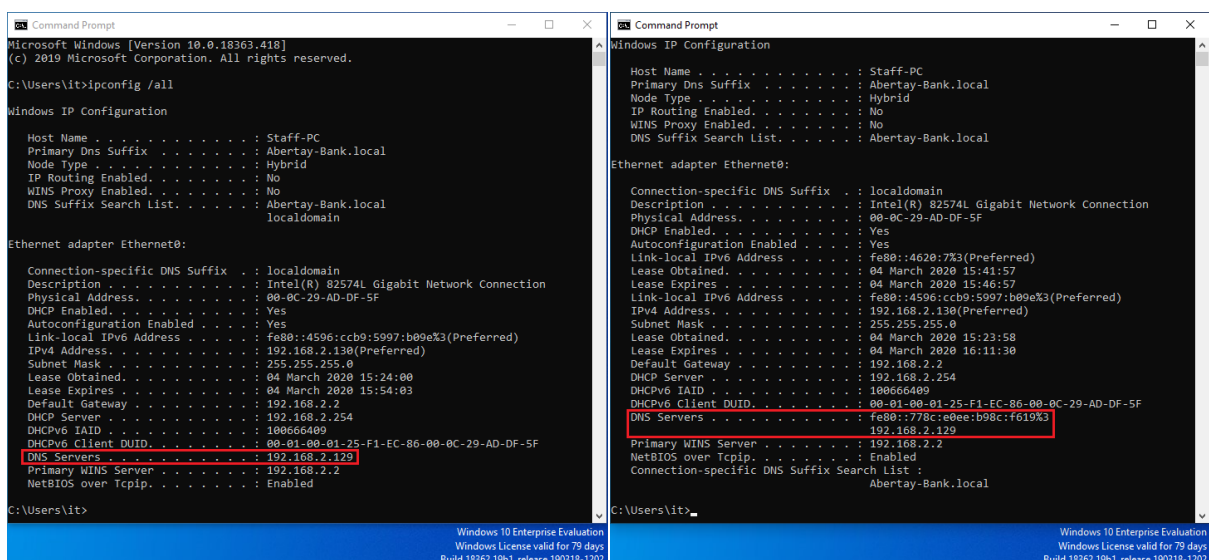 Command Prompt
Microsoft Windows [Version 10.0.18363.418]
(c) 2019 Microsoft Corporation. All rights reserved.
C:\Users\it>ipconfig /all
Windows IP Configuration
Host Name . . . . . . . . . . . . : Staff-PC
Primary Dns Suffix . . . . . . . : Abertay-Bank.local
Node Type . . . . . . . . . . . . : Hybrid
IP Routing Enabled. . . . . . . . : No
WINS Proxy Enabled. . . . . . . . : No
DNS Suffix Search List. . . . . . : Abertay-Bank.local
localdomain
Ethernet adapter Ethernet0:
Connection-specific DNS Suffix . : localdomain
Description . . . . . . . . . . . : Intel(R) 82574L Gigabit Network Connection
Physical Address. . . . . . . . . : 00-0C-29-AD-DF-5F
DHCP Enabled. . . . . . . . . . . : Yes
Autoconfiguration Enabled . . . . : Yes
Link-local IPv6 Address . . . . . : fe80::4596:ccb9:5997:b09e%3(Preferred)
IPv4 Address. . . . . . . . . . . : 192.168.2.130(Preferred)
Subnet Mask . . . . . . . . . . . : 255.255.255.0
Lease Obtained. . . . . . . . . . : 04 March 2020 15:24:00
Lease Expires . . . . . . . . . . : 04 March 2020 15:54:03
Default Gateway . . . . . . . . . : 192.168.2.2
DHCP Server . . . . . . . . . . . : 192.168.2.254
DHCPv6 IAID . . . . . . . . . . . : 100666409
DHCPv6 Client DUID. . . . . . . . : 00-01-00-01-25-F1-EC-86-00-0C-29-AD-DF-5F
DNS Servers . . . . . . . . . . . : 192.168.2.129
Primary WINS Server . . . . . . . : 192.168.2.2
NetBIOS over Tcpip. . . . . . . . : Enabled
C:\Users\it>
Windows 10 Enterprise Evaluation
Windows License valid for 79 days
Build 18362.19h1_release.190318-1202
Command Prompt
Windows IP Configuration
Host Name . . . . . . . . . . . . : Staff-PC
Primary Dns Suffix . . . . . . . : Abertay-Bank.local
Node Type . . . . . . . . . . . . : Hybrid
IP Routing Enabled. . . . . . . . : No
WINS Proxy Enabled. . . . . . . . : No
DNS Suffix Search List. . . . . . : Abertay-Bank.local
Ethernet adapter Ethernet0:
Connection-specific DNS Suffix . : localdomain
Description . . . . . . . . . . . : Intel(R) 82574L Gigabit Network Connection
Physical Address. . . . . . . . . : 00-0C-29-AD-DF-5F
DHCP Enabled. . . . . . . . . . . : Yes
Autoconfiguration Enabled . . . . : Yes
Link-local IPv6 Address . . . . . : fe80::4620:7%3(Preferred)
Lease Obtained. . . . . . . . . . : 04 March 2020 15:41:57
Lease Expires . . . . . . . . . . : 04 March 2020 15:46:57
Link-local IPv6 Address . . . . . : fe80::4596:ccb9:5997:b09e%3(Preferred)
IPv4 Address. . . . . . . . . . . : 192.168.2.130(Preferred)
Subnet Mask . . . . . . . . . . . : 255.255.255.0
Lease Obtained. . . . . . . . . . : 04 March 2020 15:23:58
Lease Expires . . . . . . . . . . : 04 March 2020 16:11:30
Default Gateway . . . . . . . . . : 192.168.2.2
DHCP Server . . . . . . . . . . . : 192.168.2.254
DHCPv6 IAID . . . . . . . . . . . : 100666409
DHCPv6 Client DUID. . . . . . . . : 00-01-00-01-25-F1-EC-86-00-0C-29-AD-DF-5F
DNS Servers . . . . . . . . . . . : fe80::778c:e0ee:b98c:f619%3
192.168.2.129
Primary WINS Server . . . . . . . : 192.168.2.2
NetBIOS over Tcpip. . . . . . . . : Enabled
Connection-specific DNS Suffix Search List :
Abertay-Bank.local
C:\Users\it>
Windows 10 Enterprise Evaluation
Windows License valid for 79 days
Build 18362.19h1_release.190318-1202